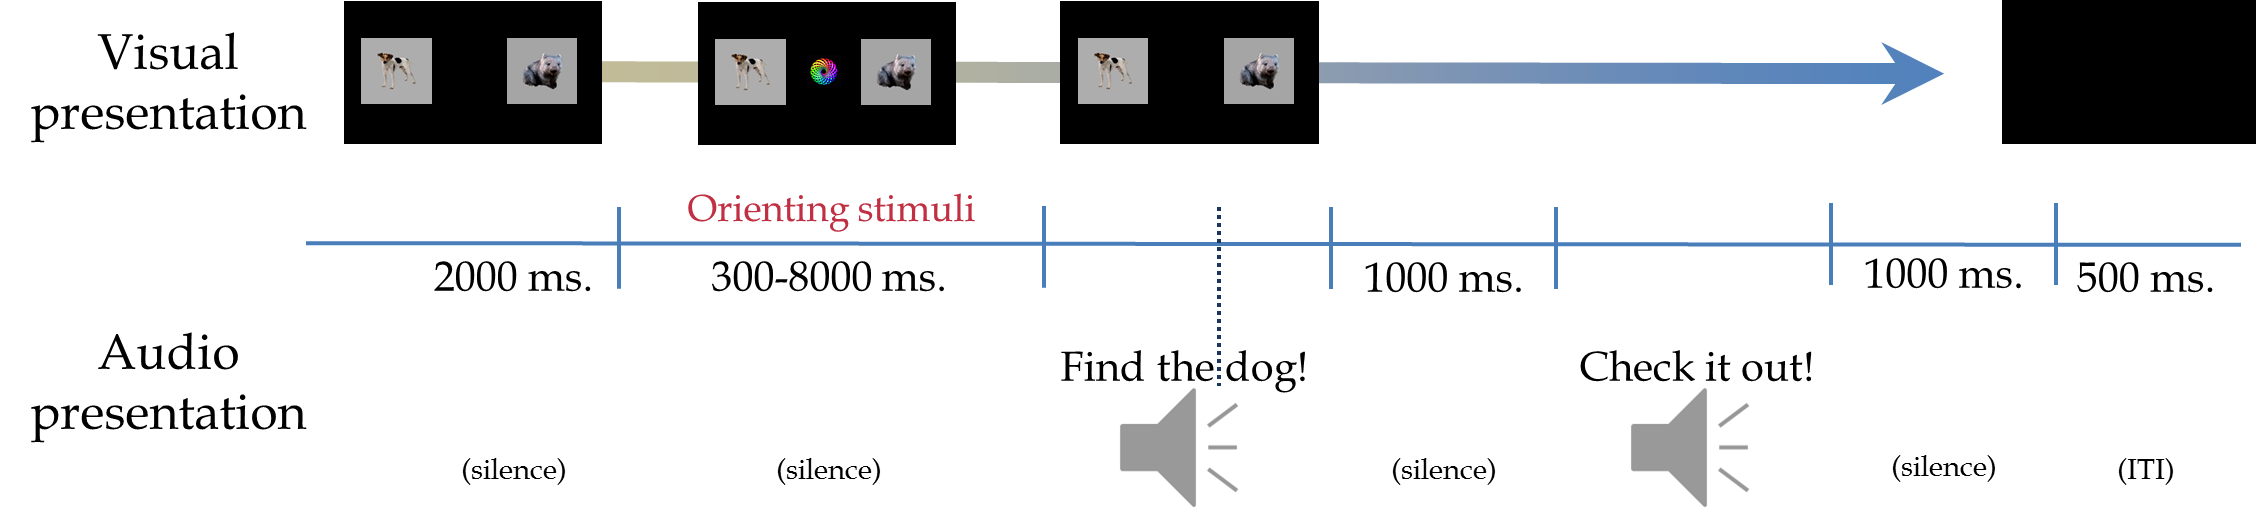 Visual
presentation
Orienting stimuli
2000 ms.
300-8000 ms.
1000 ms.
1000 ms.
500 ms.
Audio
presentation
Find the dog!
Check it out!
(silence)
(silence)
(silence)
(silence)
(ITI)